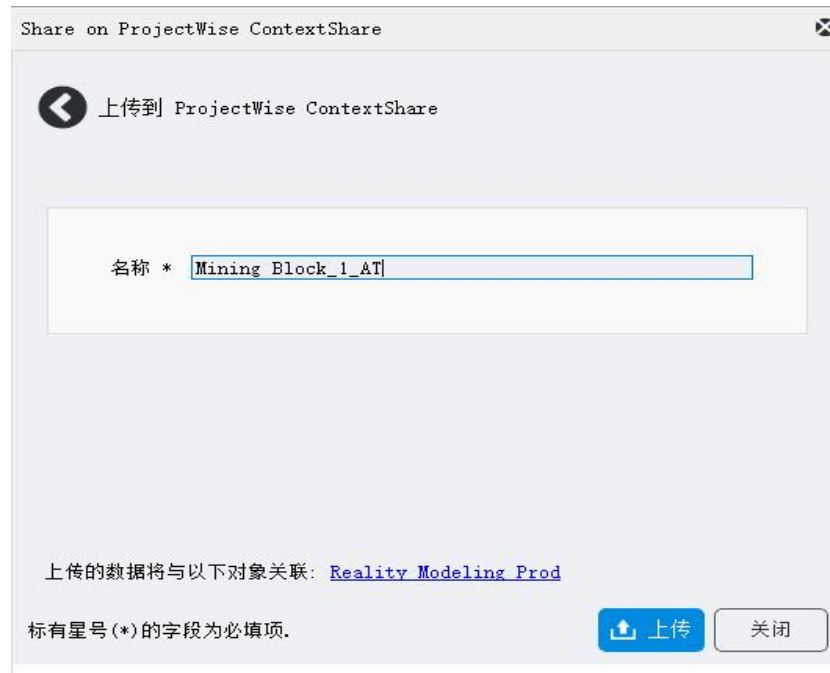 Share on ProjectWise ContextShare
上传到 ProjectWise ContextShare
名称 * Mining Block_1_AT
上传的数据将与以下对象关联: Reality Modeling Prod
标有星号(*)的字段为必填项. 上传 关闭